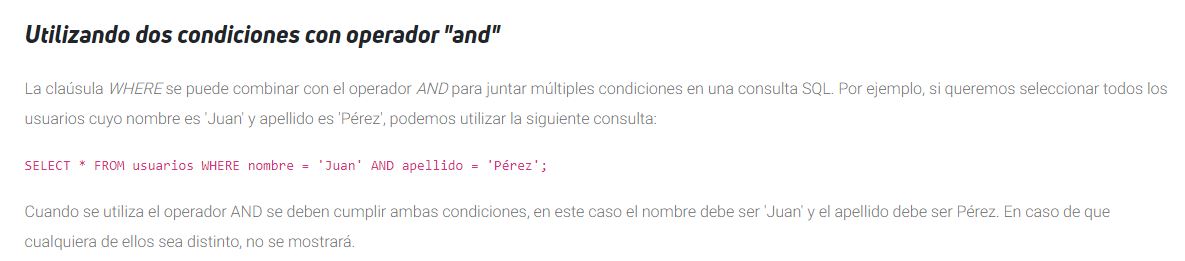 Utilizando dos condiciones con operador "and"
La claúsula WHERE se puede combinar con el operador AND para juntar múltiples condiciones en una consulta SQL. Por ejemplo, si queremos seleccionar todos los
usuarios cuyo nombre es 'Juan' y apellido es 'Pérez', podemos utilizar la siguiente consulta:
SELECT * FROM usuarios WHERE nombre = 'Juan' AND apellido = 'Pérez';
Cuando se utiliza el operador AND se deben cumplir ambas condiciones, en este caso el nombre debe ser 'Juan' y el apellido debe ser Pérez. En caso de que
cualquiera de ellos sea distinto, no se mostrará.